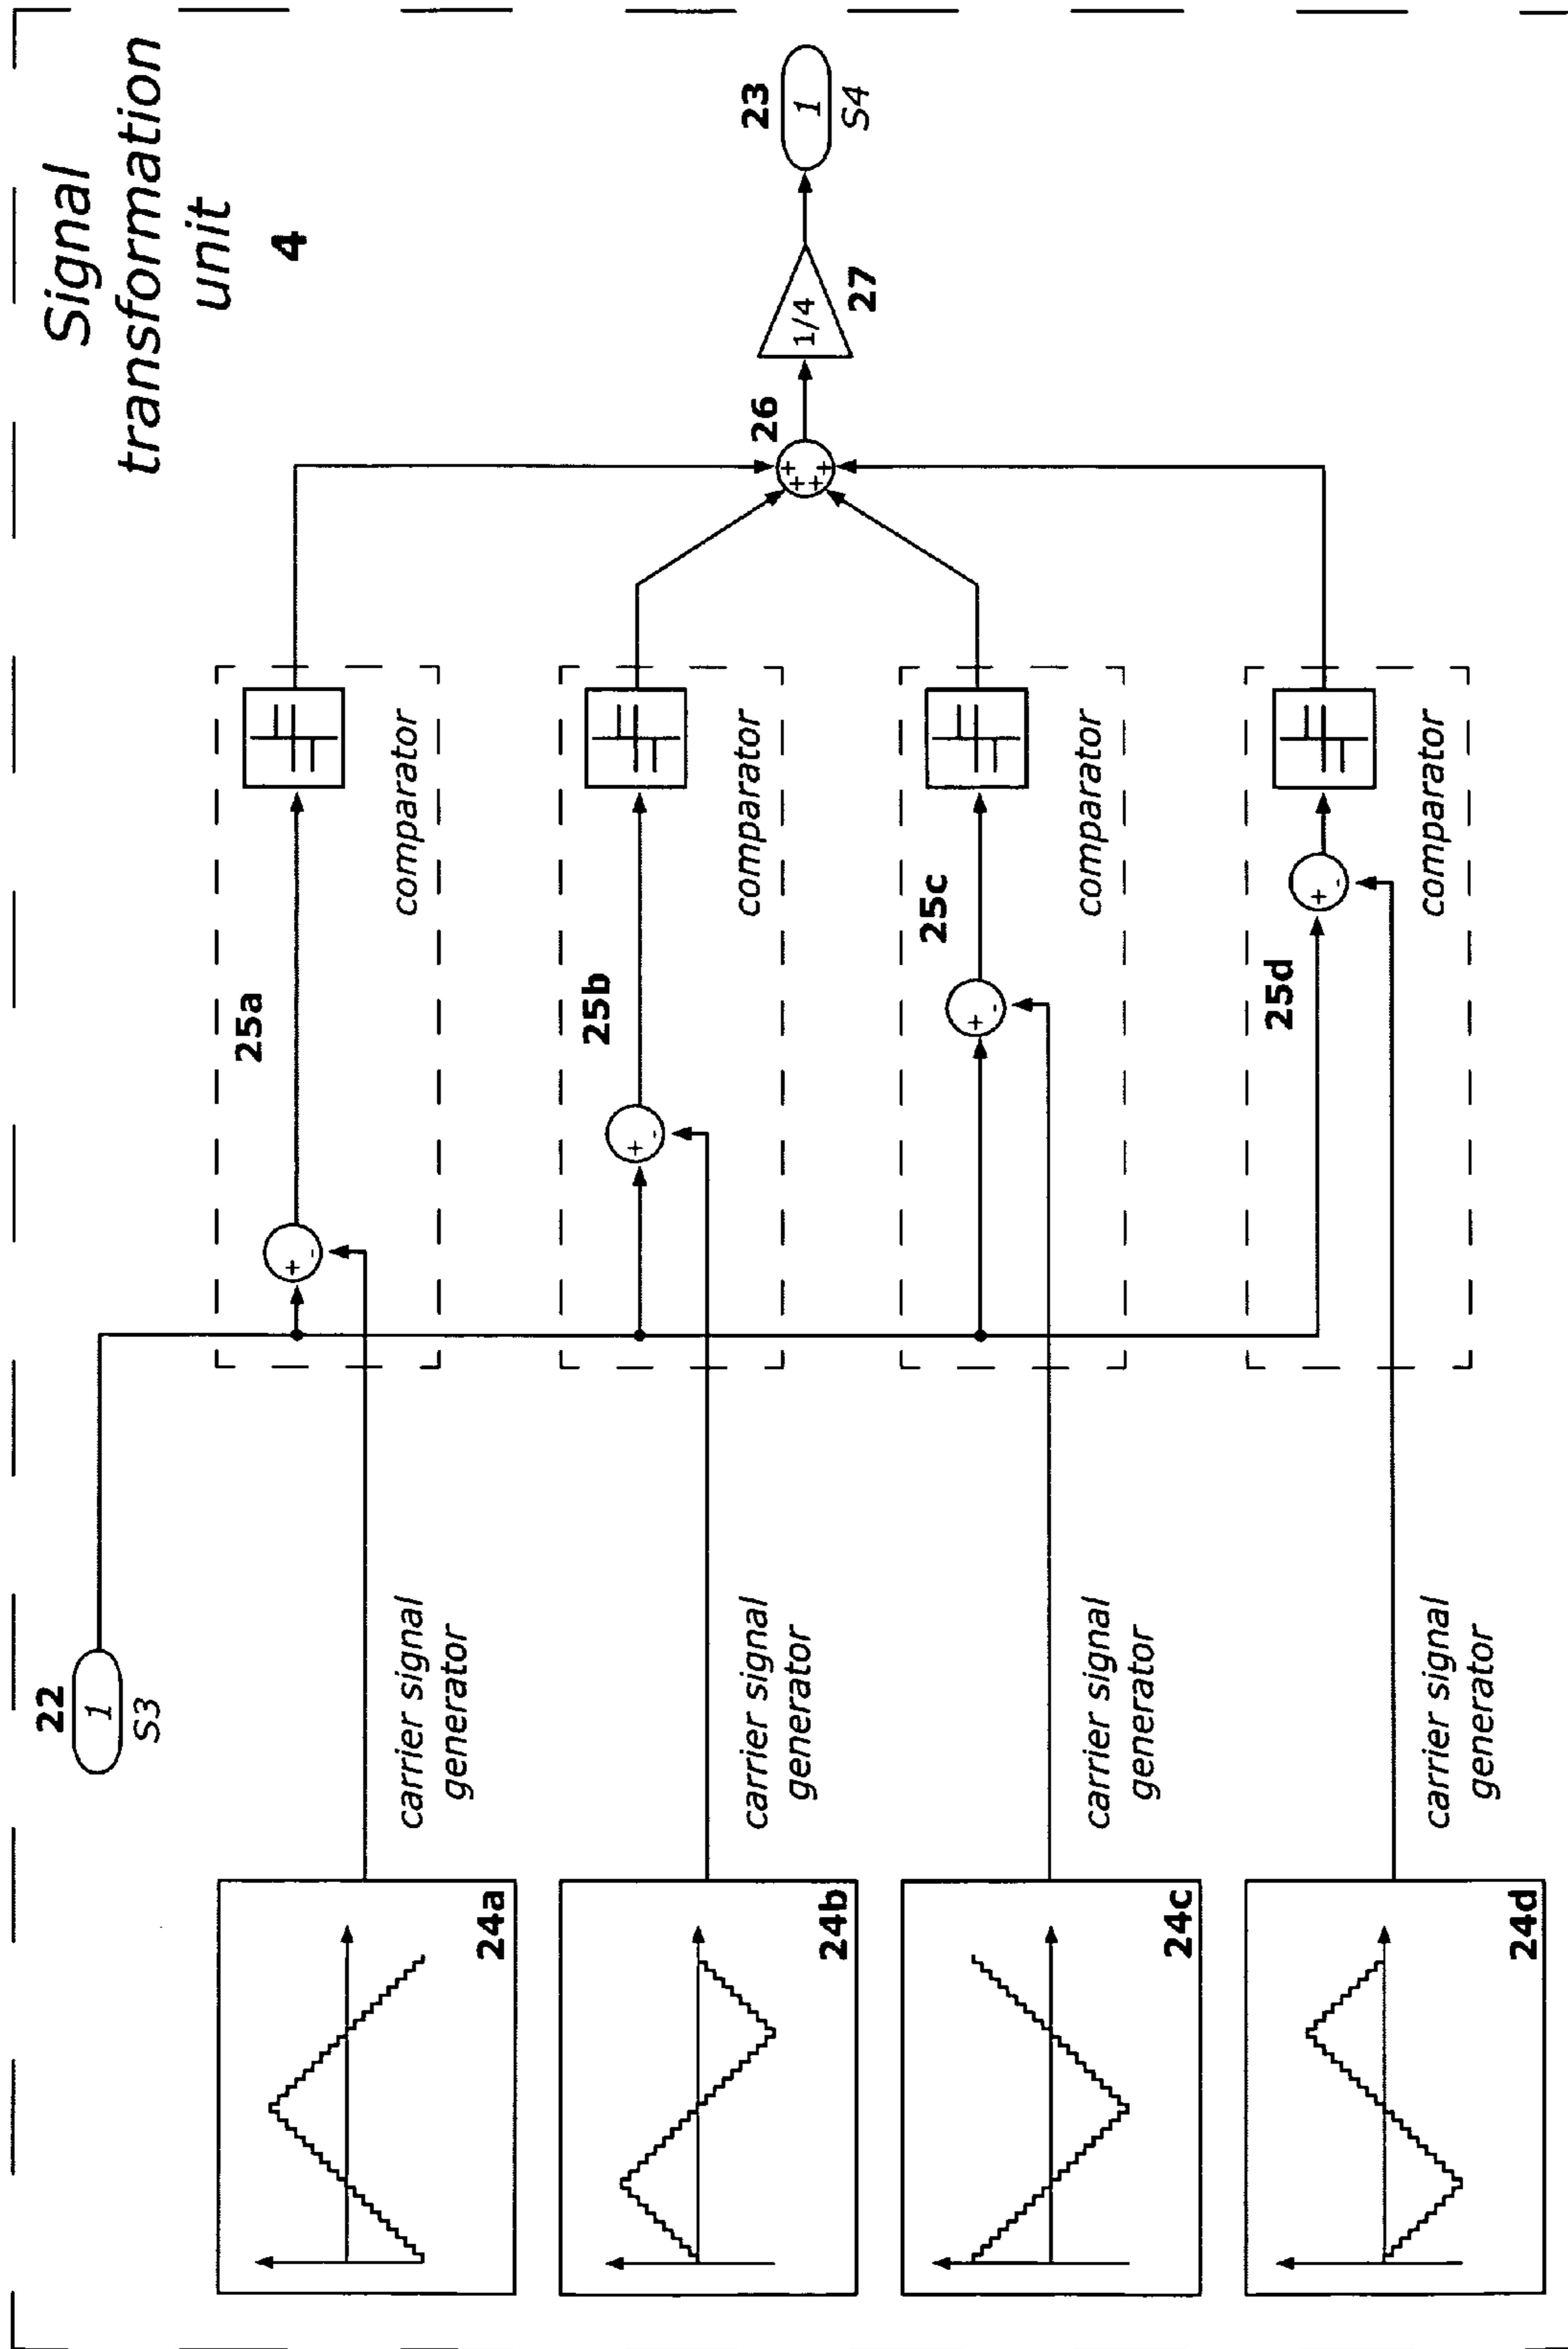 Signal
transformation
unit
4
22
1
S3
24a
carrier signal
generator
+
-
25a
comparator
24b
carrier signal
generator
+
-
25b
comparator
24c
carrier signal
generator
+
-
25c
comparator
24d
carrier signal
generator
+
-
25d
comparator
26
+
+
+
+
1/4
27
23
1
S4